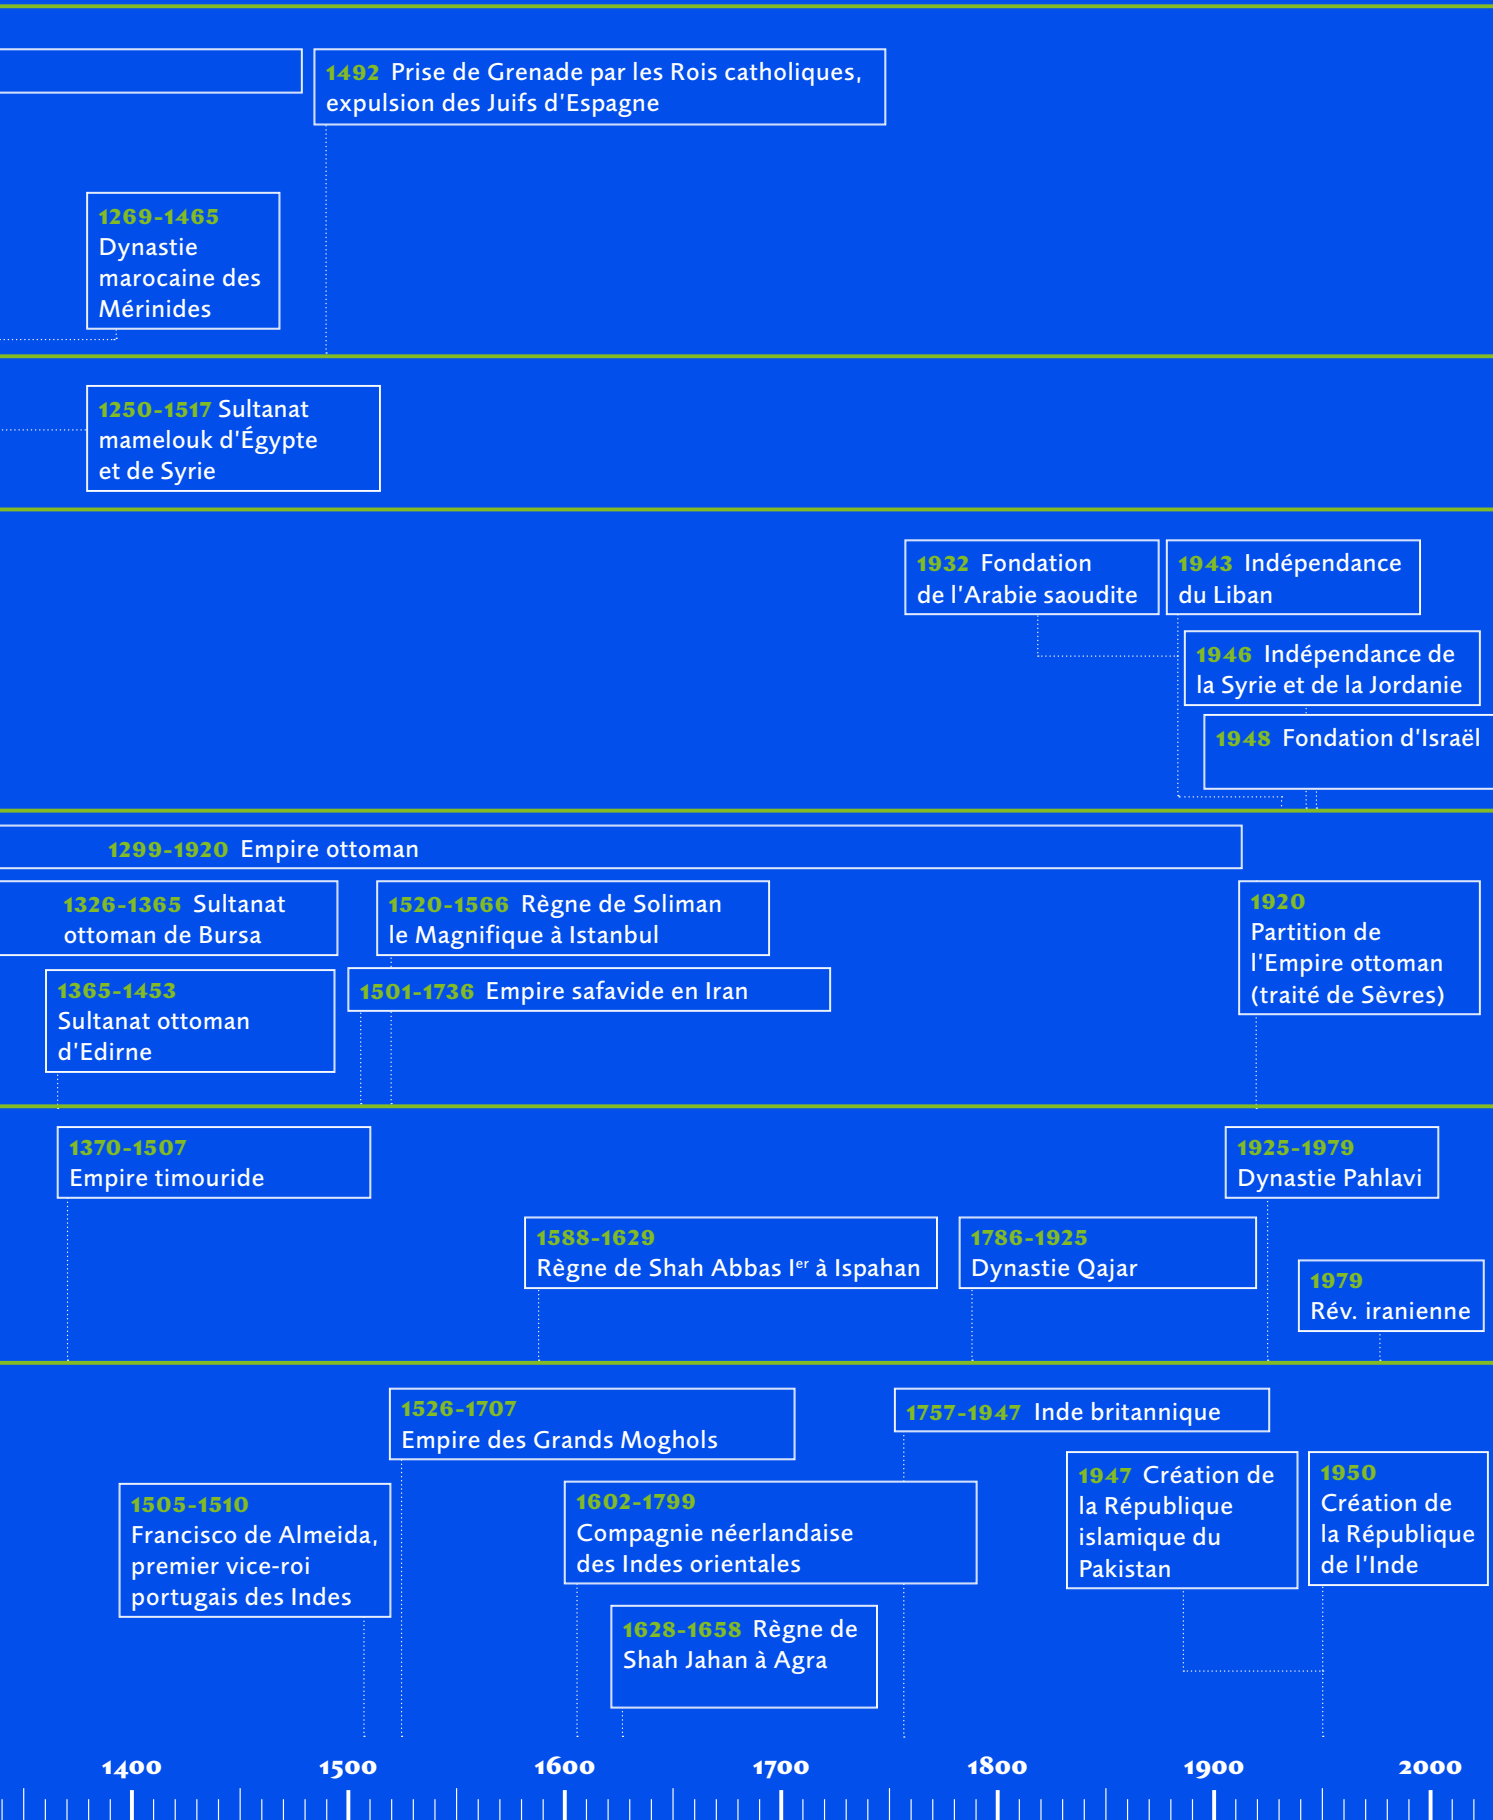 1492 Prise de Grenade par les Rois catholiques,
expulsion des Juifs d'Espagne
1269-1465
Dynastie
marocaine des
Mérinides
1250-1517 Sultanat
mamelouk d'Égypte
et de Syrie
1932 Fondation
de l'Arabie saoudite
1943 Indépendance
du Liban
1946 Indépendance de
la Syrie et de la Jordanie
1948 Fondation d'Israël
1299-1920 Empire ottoman
1326-1365 Sultanat
ottoman de Bursa
1520-1566 Règne de Soliman
le Magnifique à Istanbul
1920
Partition de
l'Empire ottoman
(traité de Sèvres)
1365-1453
Sultanat ottoman
d'Edirne
1501-1736 Empire safavide en Iran
1370-1507
Empire timouride
1925-1979
Dynastie Pahlavi
1588-1629
Règne de Shah Abbas Ier à Ispahan
1786-1925
Dynastie Qajar
1979
Rév. iranienne
1526-1707
Empire des Grands Moghols
1757-1947 Inde britannique
1505-1510
Francisco de Almeida,
premier vice-roi
portugais des Indes
1602-1799
Compagnie néerlandaise
des Indes orientales
1947 Création de
la République
islamique du
Pakistan
1950
Création de
la République
de l'Inde
1628-1658 Règne de
Shah Jahan à Agra
1400 1500 1600 1700 1800 1900 2000